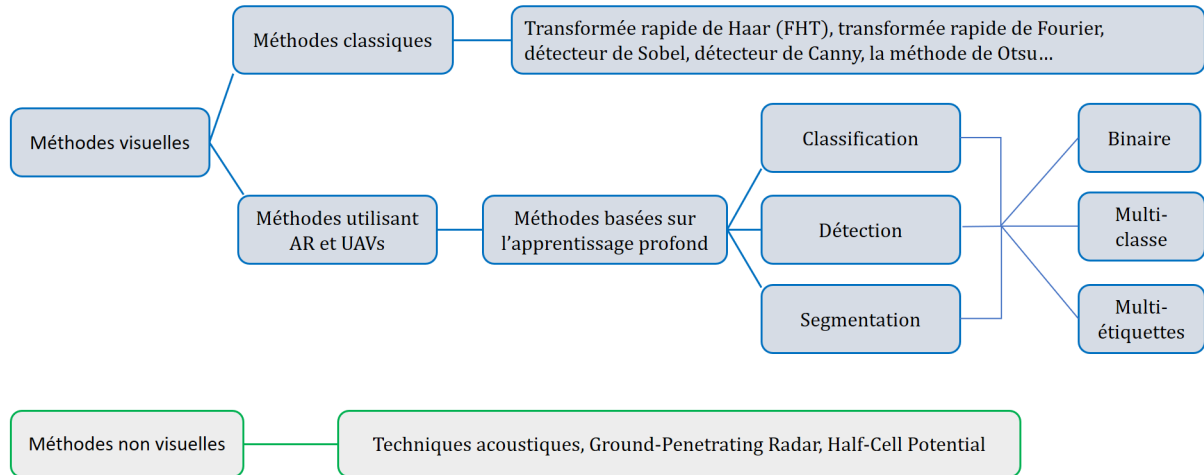 Méthodes classiques
Transformée rapide de Haar (FHT), transformée rapide de Fourier,
détecteur de Sobel, détecteur de Canny, la méthode de Otsu…
Méthodes visuelles
Classification
Binaire
Méthodes utilisant
AR et UAVs
Méthodes basées sur
l’apprentissage profond
Détection
Multi-
classe
Segmentation
Multi-
étiquettes
Méthodes non visuelles
Techniques acoustiques, Ground-Penetrating Radar, Half-Cell Potential